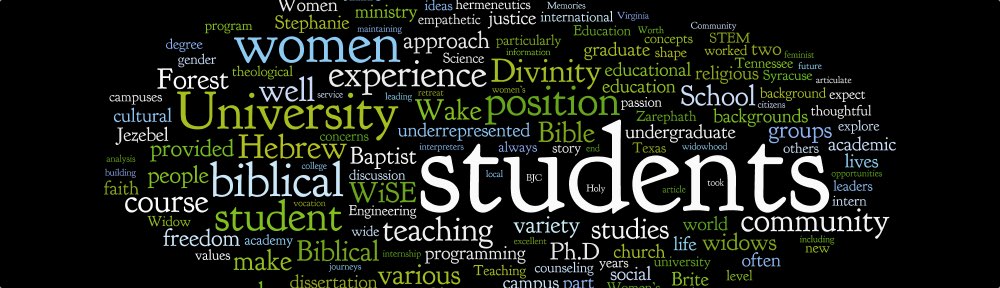 Women
ideas
hermeneutics
Memories
program
Stephanie
ministry
empathetic
justice
international
Virginia
maintaining
degree
women
approach
particularly
Education
Worth
Community
gender
Science
information
graduate
shape
concepts
STEM
worked
two
feminist
Forest
theological
experience
Divinity
educational
religious
Tennessee
Syracuse
future
articulate
campuses
well
service
leading
retreat
women's
education
passion
School
background
expect
citizens
cultural
University
Wake
position
Zarephath
backgrounds
thoughtful
Jezebel
concerns
underrepresented
Bible
undergraduate
groups
explore
analysis
provided
Hebrew
interpreters
always
story
end
Texas
widowhood
others
academic
building
college
Baptist
students
lives
faith
people
biblical
discussion
local
BJC
Holy
article
took
opportunities
leaders
course
vocation
WiSE
intern
Widow
student
Engineering
community
freedom
academy
wide
teaching
variety
studies
world
values
Biblical
excellent
Ph.D
church
life
widows
including
new
make
journeys
internship
programming
years
university
often
dissertation
various
Teaching
counseling
social
Brite
level
campus
part
Women's